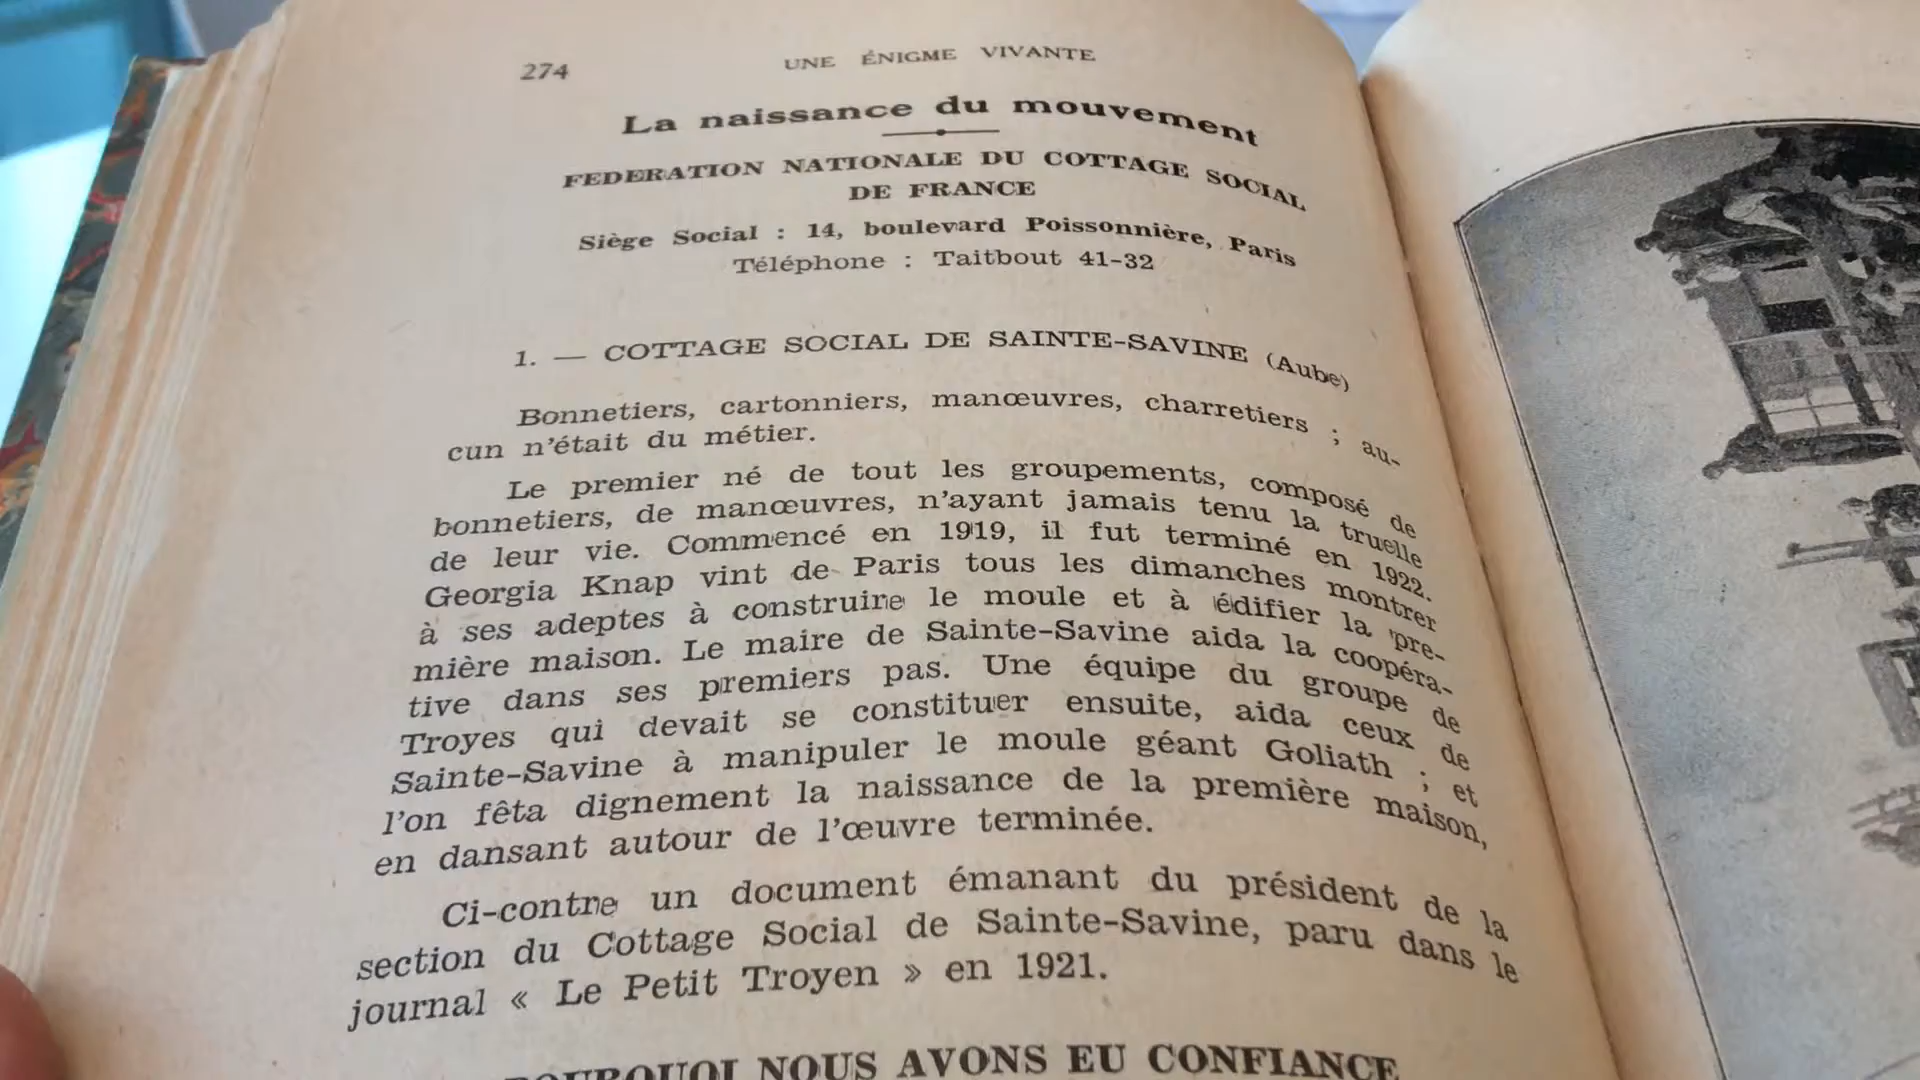 274
UNE ÉNIGME VIVANTE
La naissance du mouvement
FEDERATION NATIONALE DU COTTAGE SOCIAL
DE FRANCE
Siège Social : 14, boulevard Poissonnière, Paris
Téléphone : Taitbout 41-32
1. — COTTAGE SOCIAL DE SAINTE-SAVINE (Aube)
Bonnetiers, cartonniers, manœuvres, charretiers ; au-
cun n'était du métier.
Le premier né de tout les groupements, composé de
bonnetiers, de manœuvres, n'ayant jamais tenu la truelle
de leur vie. Commencé en 1919, il fut terminé en 1922.
Georgia Knap vint de Paris tous les dimanches montrer
à ses adeptes à construire le moule et à édifier la pre-
mière maison. Le maire de Sainte-Savine aida la coopéra-
tive dans ses premiers pas. Une équipe du groupe de
Troyes qui devait se constituer ensuite, aida ceux de
Sainte-Savine à manipuler le moule géant Goliath ; et
l'on fêta dignement la naissance de la première maison,
en dansant autour de l'œuvre terminée.
Ci-contre un document émanant du président de la
section du Cottage Social de Sainte-Savine, paru dans le
journal « Le Petit Troyen » en 1921.
POURQUOI NOUS AVONS EU CONFIANCE